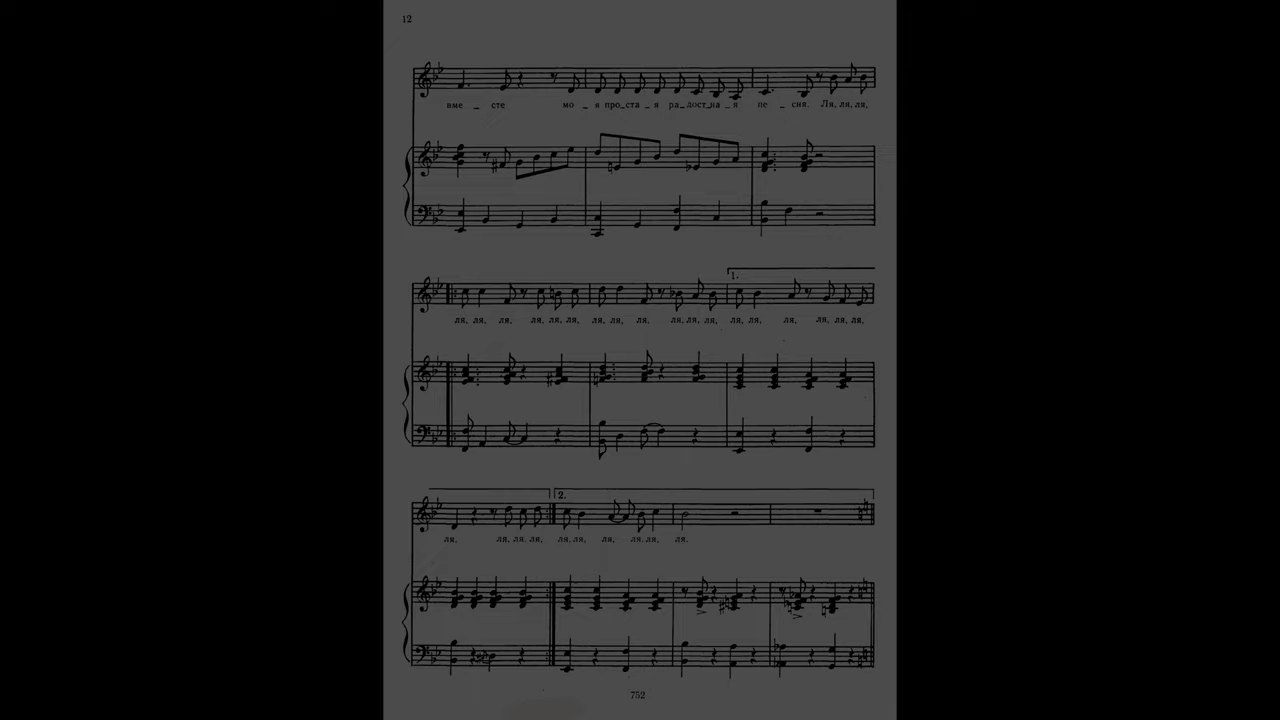 12
вме _ сте мо _ я про_ста _ я ра_дост_на _ я пе _ сня. Ля, ля, ля,
1.
ля, ля, ля, ля, ля, ля, ля, ля, ля. ля, ля, ля, ля, ля, ля, ля, ля, ля,
2.
ля, ля. ля. ля, ля, ля, ля, ля. ля, ля.
752